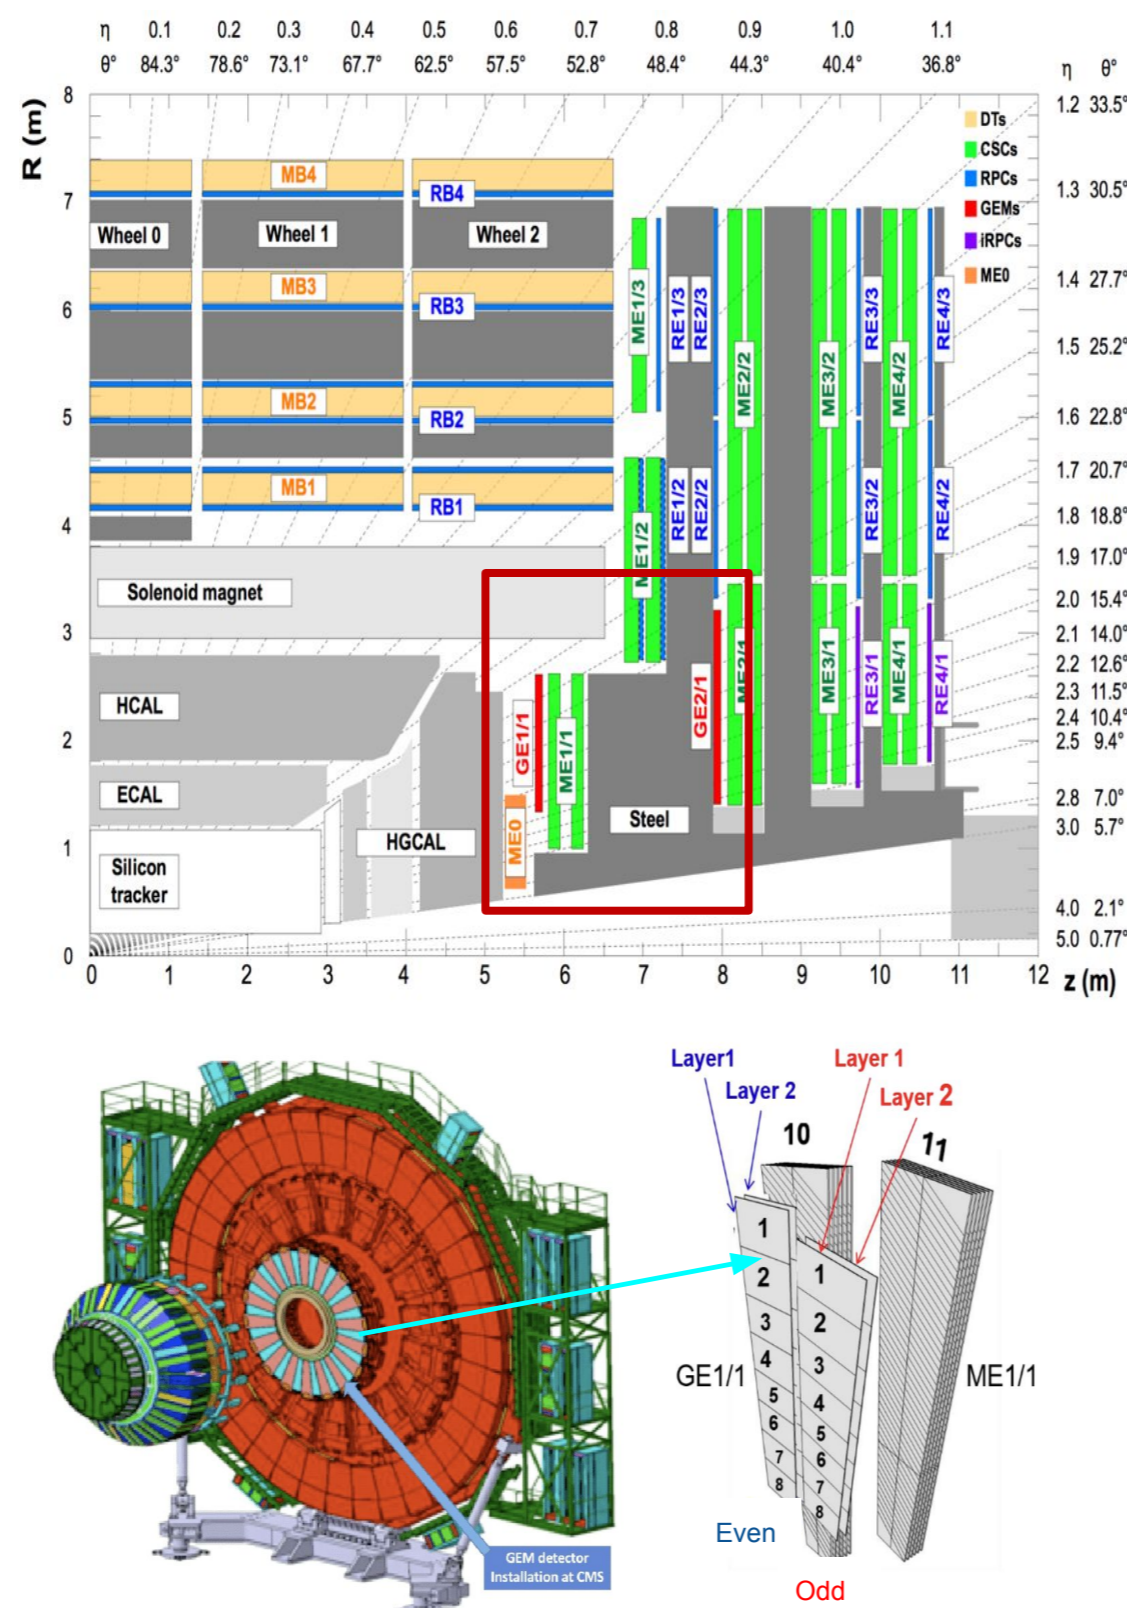 η 0.1 0.2 0.3 0.4 0.5 0.6 0.7 0.8 0.9 1.0 1.1
θ° 84.3° 78.6° 73.1° 67.7° 62.5° 57.5° 52.8° 48.4° 44.3° 40.4° 36.8° η θ°
R (m)
8
7
6
5
4
3
2
1
0
1.2 33.5°
1.3 30.5°
1.4 27.7°
1.5 25.2°
1.6 22.8°
1.7 20.7°
1.8 18.8°
1.9 17.0°
2.0 15.4°
2.1 14.0°
2.2 12.6°
2.3 11.5°
2.4 10.4°
2.5 9.4°
2.8 7.0°
3.0 5.7°
4.0 2.1°
5.0 0.77°
DTs
CSCs
RPCs
GEMs
iRPCs
ME0
MB4
RB4
Wheel 0 Wheel 1 Wheel 2
MB3
RB3
MB2
RB2
MB1
RB1
ME1/3
RE1/3
RE2/3
ME2/2
ME3/2
RE3/3
ME4/2
RE4/3
ME1/2
RE1/2
RE2/2
RE3/2
RE4/2
Solenoid magnet
HCAL
ECAL
Silicon
tracker
HGCAL
GE1/1
ME1/1
ME0
Steel
GE2/1
ME2/1
ME3/1
RE3/1
ME4/1
RE4/1
0 1 2 3 4 5 6 7 8 9 10 11 12
z (m)
Layer1
Layer 2
Layer 1
Layer 2
10
11
1
2
3
4
5
6
7
8
1
2
3
4
5
6
7
8
GE1/1
ME1/1
Even
Odd
GEM detector
Installation at CMS